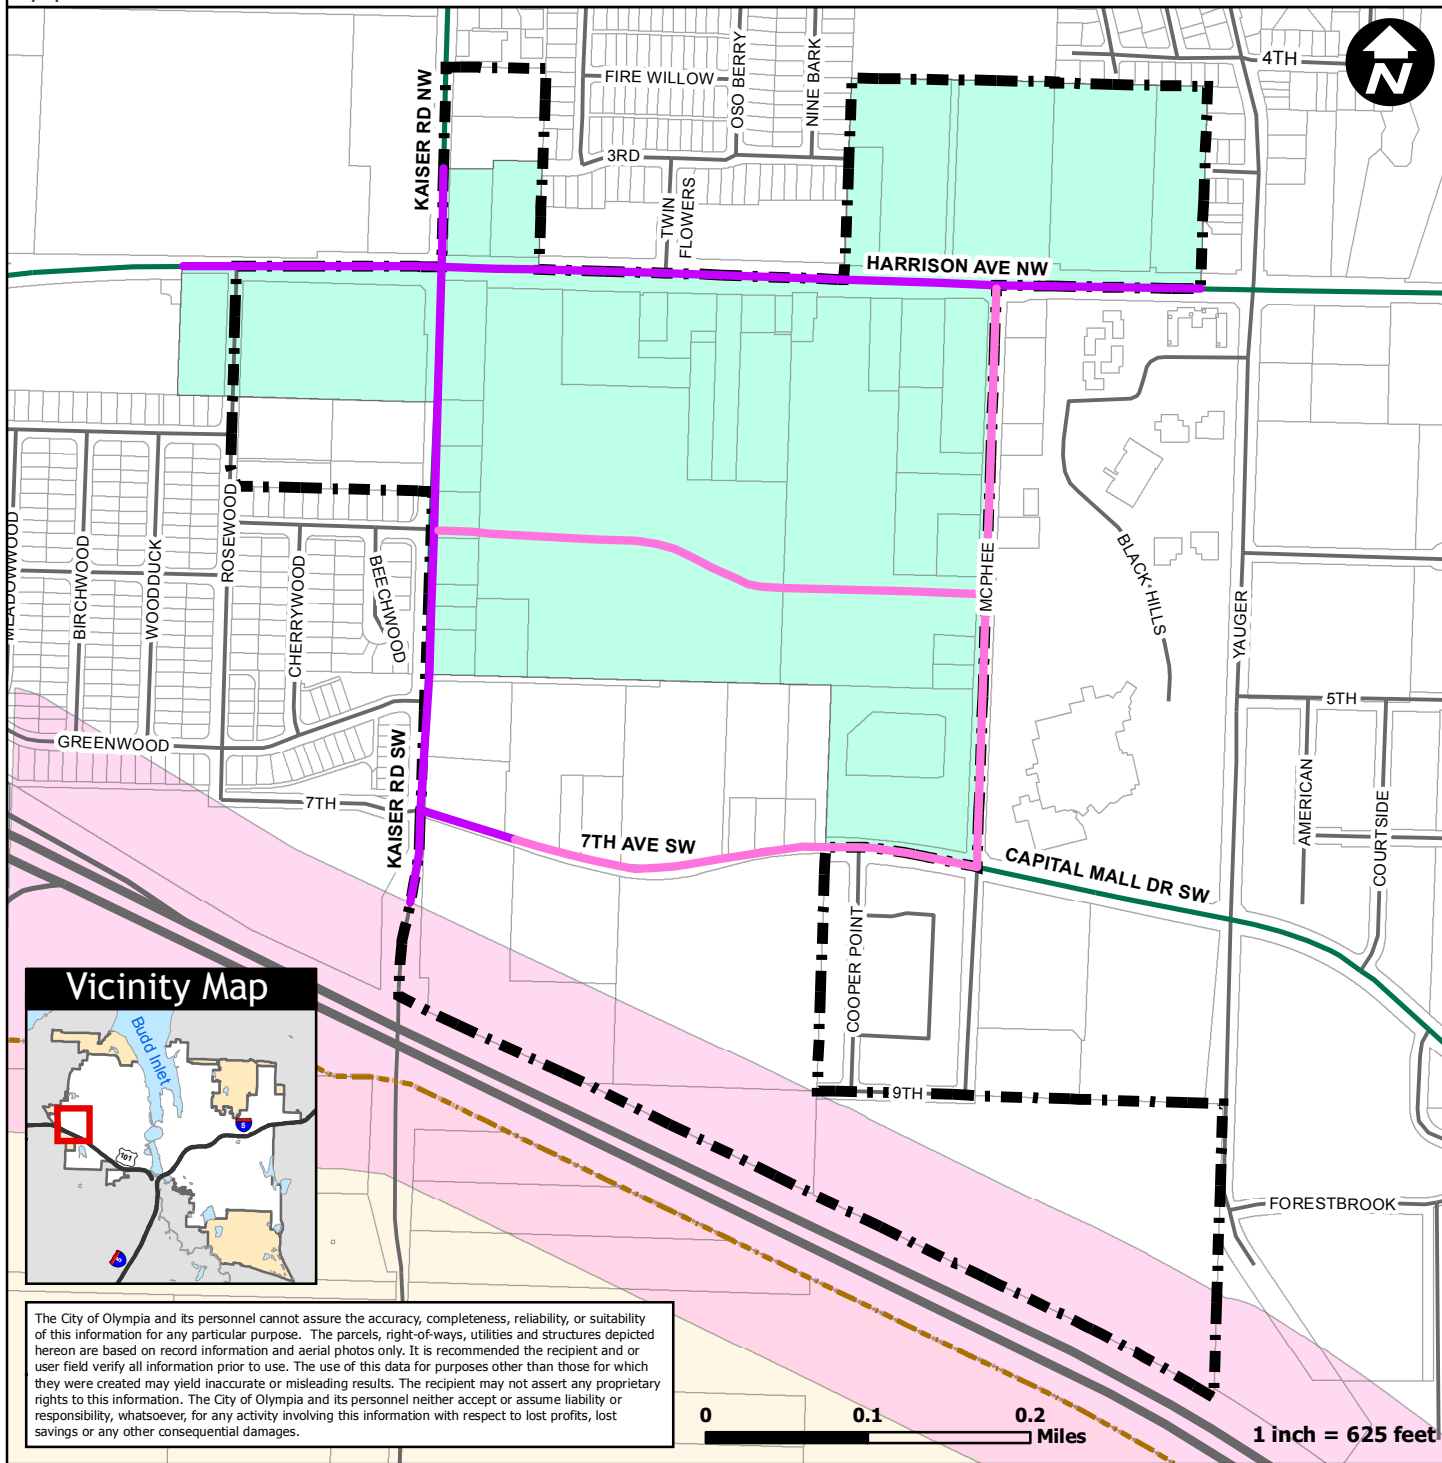 4TH
N
FIRE WILLOW
OSO BERRY
NINE BARK
KAISER RD NW
3RD
TWIN
FLOWERS
HARRISON AVE NW
MEADOWWOOD
BIRCHWOOD
WOODDUCK
ROSEWOOD
CHERRYWOOD
BEECHWOOD
MCPHEE
BLACK HILLS
YAUGER
5TH
GREENWOOD
KAISER RD SW
7TH
7TH AVE SW
CAPITAL MALL DR SW
AMERICAN
COURTSIDE
COOPER POINT
9TH
FORESTBROOK
Vicinity Map
Budd Inlet
101
5
5
The City of Olympia and its personnel cannot assure the accuracy, completeness, reliability, or suitability
of this information for any particular purpose. The parcels, right-of-ways, utilities and structures depicted
hereon are based on record information and aerial photos only. It is recommended the recipient and or
user field verify all information prior to use. The use of this data for purposes other than those for which
they were created may yield inaccurate or misleading results. The recipient may not assert any proprietary
rights to this information. The City of Olympia and its personnel neither accept or assume liability or
responsibility, whatsoever, for any activity involving this information with respect to lost profits, lost
savings or any other consequential damages.
0 0.1 0.2
Miles
1 inch = 625 feet